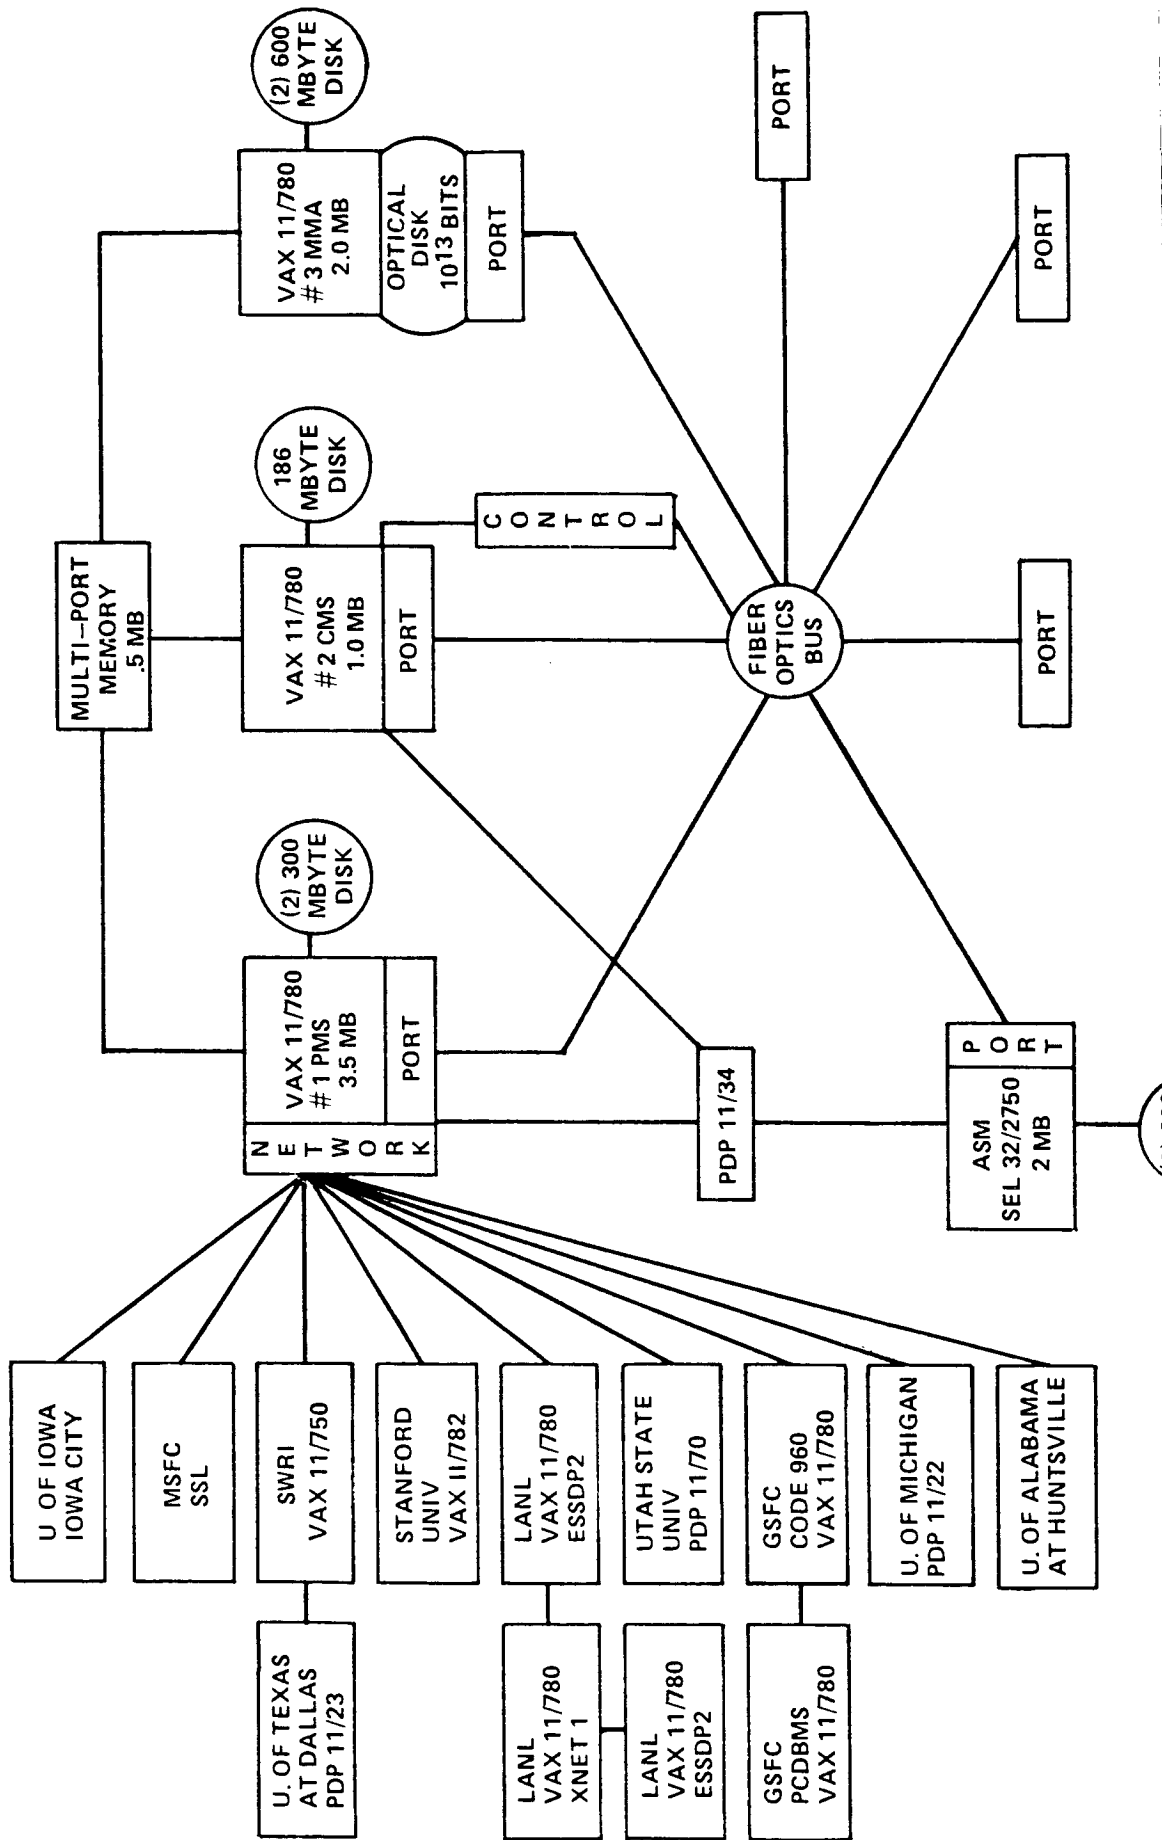 U. OF TEXAS
AT DALLAS
PDP 11/23
LANL
VAX 11/780
XNET 1
LANL
VAX 11/780
ESSDP2
GSFC
PCDBMS
VAX 11/780
U. OF IOWA
IOWA CITY
MSFC
SSL
SWRI
VAX 11/750
STANFORD
UNIV
VAX II/782
LANL
VAX 11/780
ESSDP2
UTAH STATE
UNIV
PDP 11/70
GSFC
CODE 960
VAX 11/780
U. OF MICHIGAN
PDP 11/22
U. OF ALABAMA
AT HUNTSVILLE
NETWORK
VAX 11/780
# 1 PMS
3.5 MB
PORT
(2) 300
MBYTE
DISK
PDP 11/34
ASM
SEL 32/2750
2 MB
PORT
MULTI-PORT
MEMORY
.5 MB
VAX 11/780
# 2 CMS
1.0 MB
PORT
186
MBYTE
DISK
CONTROL
FIBER
OPTICS
BUS
PORT
VAX 11/780
# 3 MMA
2.0 MB
OPTICAL
DISK
10¹³ BITS
PORT
(2) 600
MBYTE
DISK
PORT
PORT